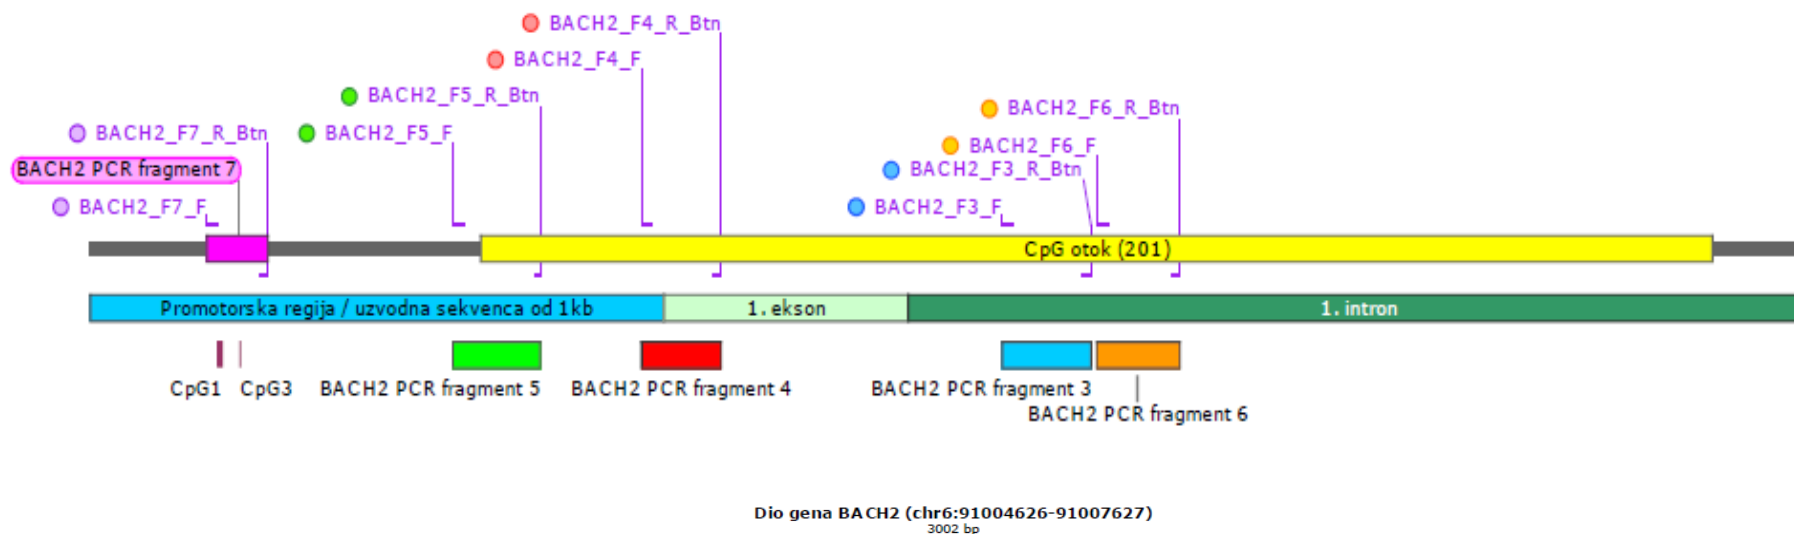 BACH2_F4_R_Btn
BACH2_F4_F
BACH2_F5_R_Btn
BACH2_F6_R_Btn
BACH2_F7_R_Btn
BACH2_F5_F
BACH2_F6_F
BACH2 PCR fragment 7
BACH2_F3_R_Btn
BACH2_F7_F
BACH2_F3_F
CpG otok (201)
Promotorska regija / uzvodna sekvenca od 1kb
1. ekson
1. intron
CpG1
CpG3
BACH2 PCR fragment 5
BACH2 PCR fragment 4
BACH2 PCR fragment 3
BACH2 PCR fragment 6
Dio gena BACH2 (chr6:91004626-91007627)
3002 bp